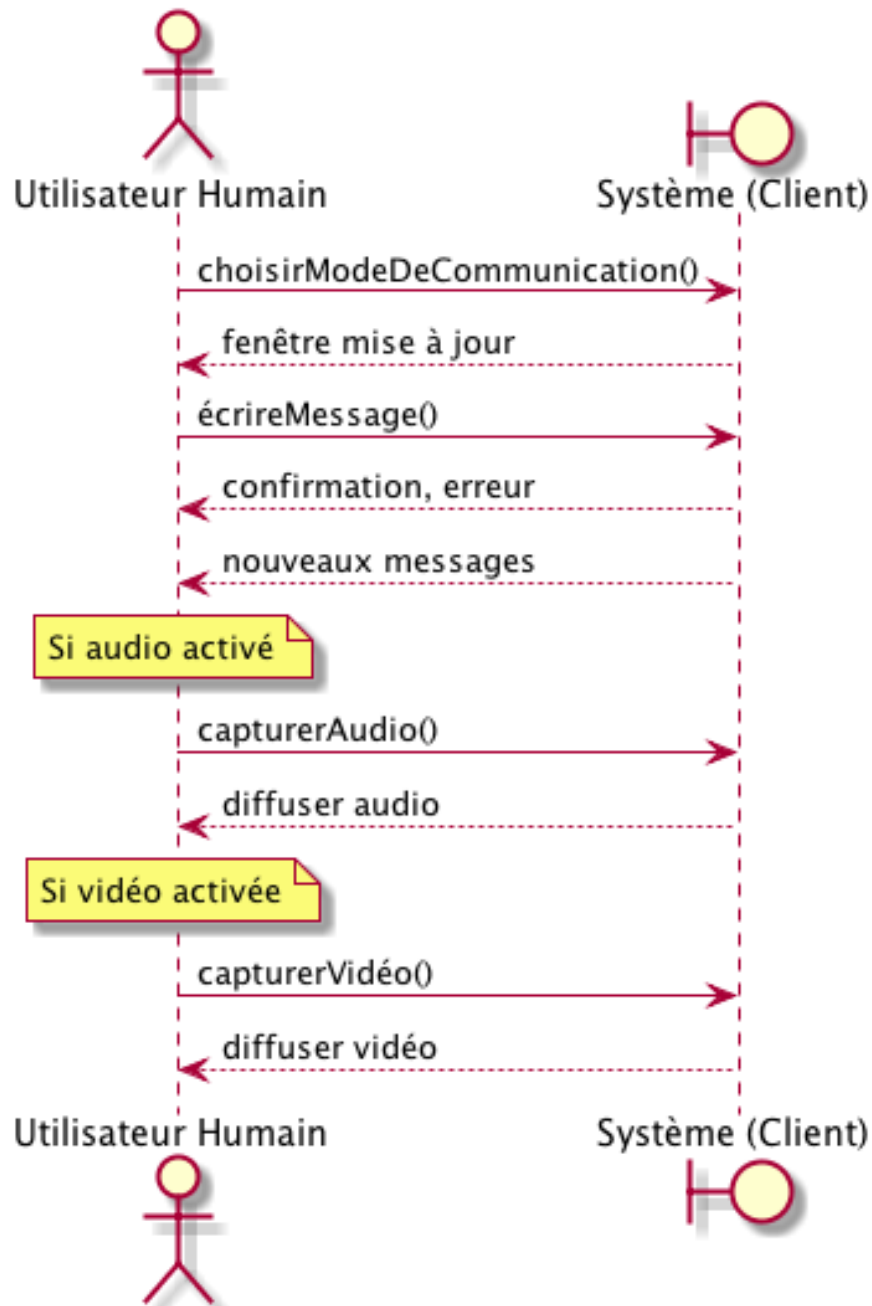 Utilisateur Humain
Système (Client)
choisirModeDeCommunication()
fenêtre mise à jour
écrireMessage()
confirmation, erreur
nouveaux messages
Si audio activé
capturerAudio()
diffuser audio
Si vidéo activée
capturerVidéo()
diffuser vidéo
Utilisateur Humain
Système (Client)